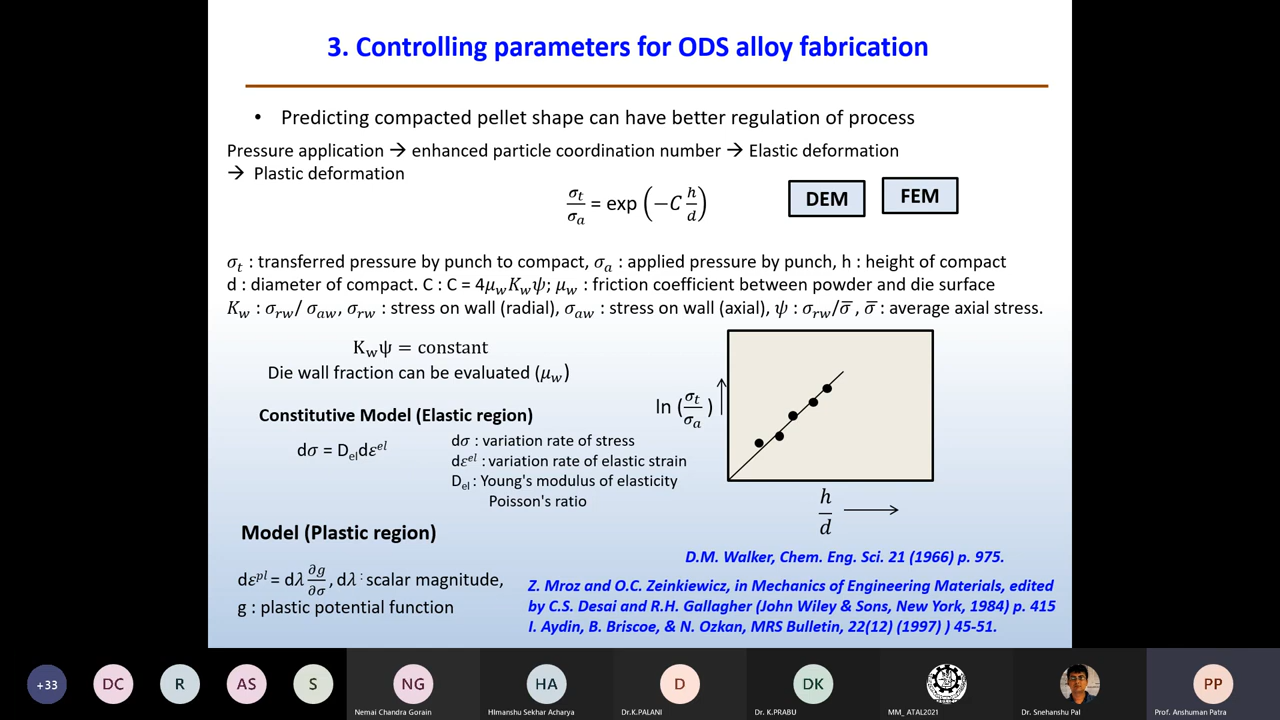 3. Controlling parameters for ODS alloy fabrication
• Predicting compacted pellet shape can have better regulation of process
Pressure application → enhanced particle coordination number → Elastic deformation
→ Plastic deformation
σt/σa = exp (−C h/d)
DEM
FEM
σt : transferred pressure by punch to compact, σa : applied pressure by punch, h : height of compact
d : diameter of compact. C : C = 4μwKwψ; μw : friction coefficient between powder and die surface
Kw : σrw/ σaw, σrw : stress on wall (radial), σaw : stress on wall (axial), ψ : σrw/σ̅ , σ̅ : average axial stress.
Kwψ = constant
Die wall fraction can be evaluated (μw)
Constitutive Model (Elastic region)
dσ = Deldεel
dσ : variation rate of stress
dεel : variation rate of elastic strain
Del : Young's modulus of elasticity
Poisson's ratio
ln (σt/σa)
h/d
Model (Plastic region)
dεpl = dλ ∂g/∂σ , dλ : scalar magnitude,
g : plastic potential function
D.M. Walker, Chem. Eng. Sci. 21 (1966) p. 975.
Z. Mroz and O.C. Zeinkiewicz, in Mechanics of Engineering Materials, edited
by C.S. Desai and R.H. Gallagher (John Wiley & Sons, New York, 1984) p. 415
I. Aydin, B. Briscoe, & N. Ozkan, MRS Bulletin, 22(12) (1997) ) 45-51.
+33 DC R AS S NG HA D DK PP
Nemai Chandra Gorain HImanshu Sekhar Acharya Dr.K.PALANI Dr. K.PRABU MM_ ATAL2021 Dr. Snehanshu Pal Prof. Anshuman Patra